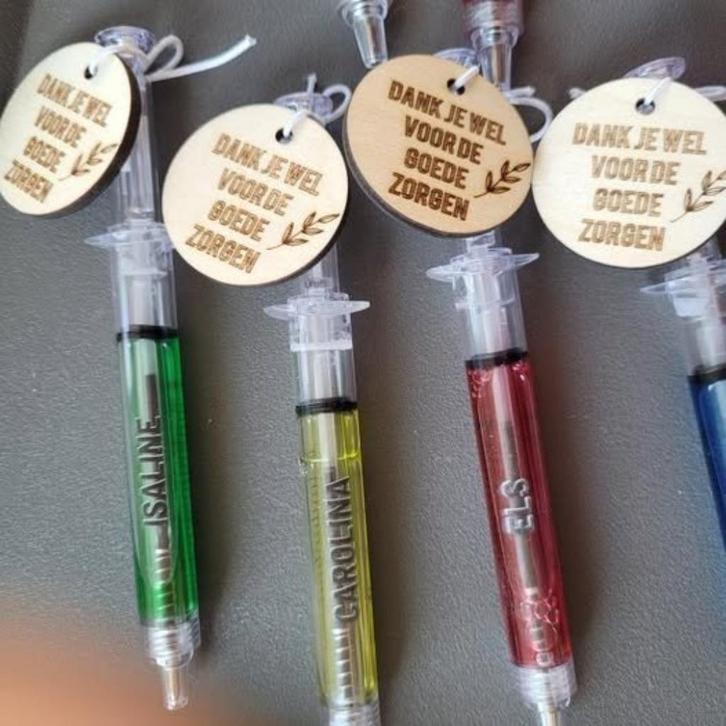 DANK JE WEL
VOOR DE
GOEDE
ZORGEN
DANK JE WEL
VOOR DE
GOEDE
ZORGEN
DANK JE WEL
VOOR DE
GOEDE
ZORGEN
DANK JE WEL
VOOR DE
GOEDE
ZORGEN
ISALINE
CAROLINA
ELS